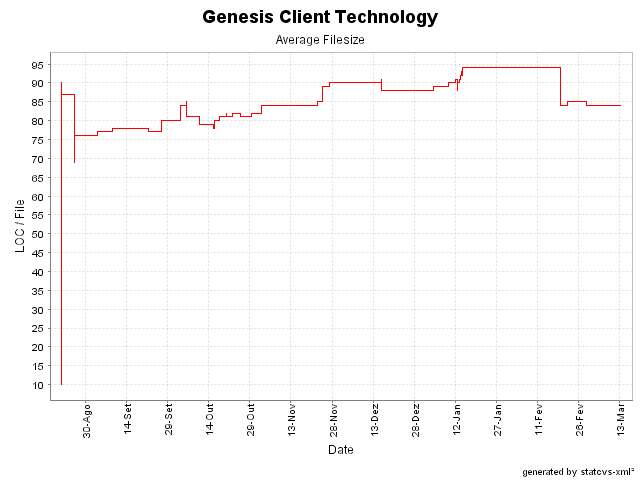 Genesis Client Technology
Average Filesize
LOC / File
95
90
85
80
75
70
65
60
55
50
45
40
35
30
25
20
15
10
30-Ago
14-Set
29-Set
14-Out
29-Out
13-Nov
28-Nov
13-Dez
28-Dez
12-Jan
27-Jan
11-Fev
26-Fev
13-Mar
Date
generated by statcvs-xml²